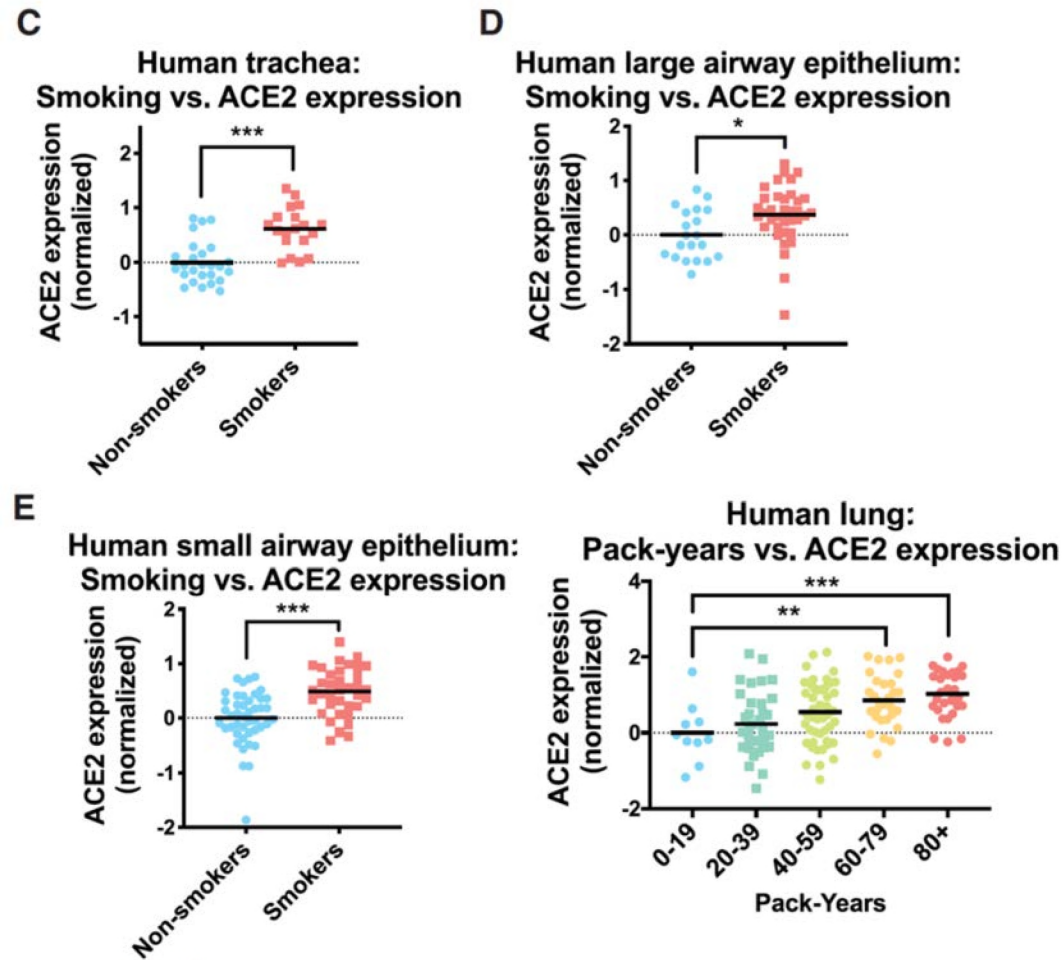 C
Human trachea:
Smoking vs. ACE2 expression
ACE2 expression
(normalized)
***
2
1
0
-1
Non-smokers
Smokers
D
Human large airway epithelium:
Smoking vs. ACE2 expression
ACE2 expression
(normalized)
*
2
1
0
-1
-2
Non-smokers
Smokers
E
Human small airway epithelium:
Smoking vs. ACE2 expression
ACE2 expression
(normalized)
***
2
1
0
-1
-2
Non-smokers
Smokers
Human lung:
Pack-years vs. ACE2 expression
ACE2 expression
(normalized)
***
**
4
2
0
-2
0-19
20-39
40-59
60-79
80+
Pack-Years